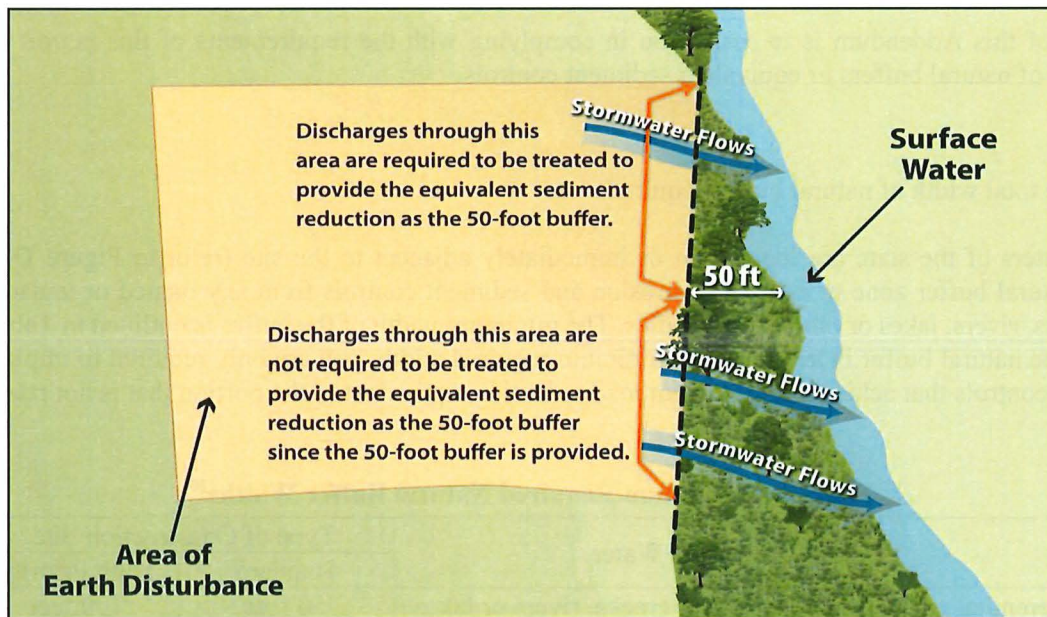 Stormwater Flows
Discharges through this
area are required to be treated to
provide the equivalent sediment
reduction as the 50-foot buffer.
Surface
Water
50 ft
Discharges through this area are
not required to be treated to
provide the equivalent sediment
reduction as the 50-foot buffer
since the 50-foot buffer is provided.
Stormwater Flows
Stormwater Flows
Area of
Earth Disturbance